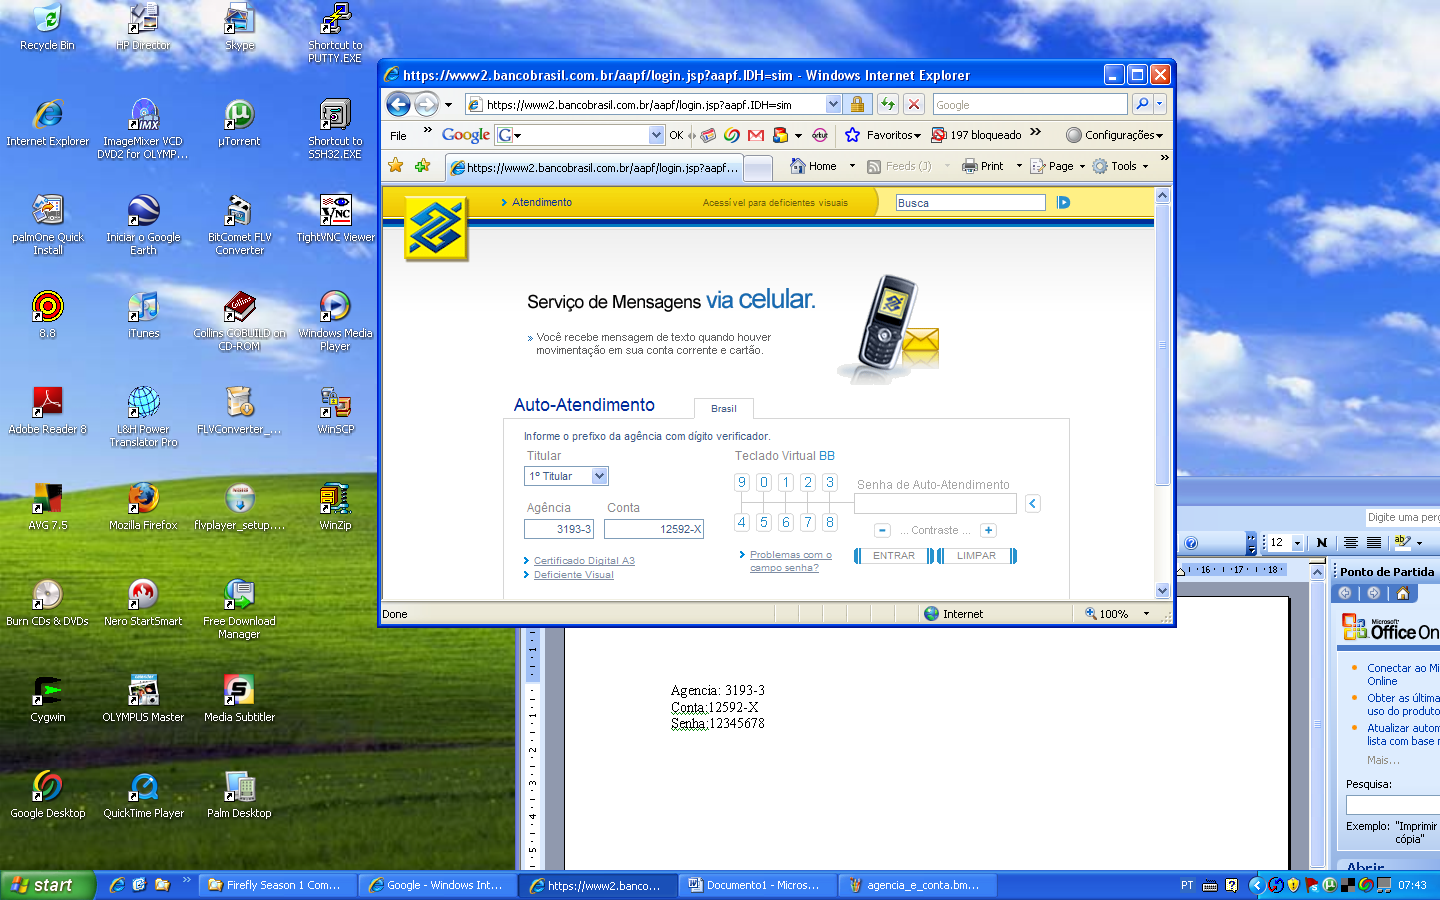 Recycle Bin
HP Director
Skype
Shortcut to
PUTTY.EXE
Internet Explorer
ImageMixer VCD
DVD2 for OLYMP...
µTorrent
Shortcut to
SSH32.EXE
palmOne Quick
Install
Iniciar o Google
Earth
BitComet FLV
Converter
TightVNC Viewer
8.8
iTunes
Collins COBUILD on
CD-ROM
Windows Media
Player
Adobe Reader 8
L&H Power
Translator Pro
FLVConverter_...
WinSCP
AVG 7.5
Mozilla Firefox
flvplayer_setup....
WinZip
Burn CDs & DVDs
Nero StartSmart
Free Download
Manager
Cygwin
OLYMPUS Master
Media Subtitler
Google Desktop
QuickTime Player
Palm Desktop
https://www2.bancobrasil.com.br/aapf/login.jsp?aapf.IDH=sim - Windows Internet Explorer
https://www2.bancobrasil.com.br/aapf/login.jsp?aapf.IDH=sim
Google
File » Google G OK Favoritos 197 bloqueado » Configurações
https://www2.bancobrasil.com.br/aapf/login.jsp?aapf...
Home Feeds (J) Print Page Tools »
Atendimento
Acessível para deficientes visuais
Busca
Serviço de Mensagens via celular.
Você recebe mensagem de texto quando houver
movimentação em sua conta corrente e cartão.
Auto-Atendimento
Brasil
Informe o prefixo da agência com dígito verificador.
Titular
1º Titular
Agência Conta
3193-3 12592-X
Certificado Digital A3
Deficiente Visual
Teclado Virtual BB
9 0 1 2 3
4 5 6 7 8
Problemas com o
campo senha?
Senha de Auto-Atendimento
- ... Contraste ... +
ENTRAR LIMPAR
Done
Internet
100%
Digite uma perg
12 N
16 17 18
Ponto de Partida
Microsoft
Office On
Conectar ao Mi
Online
Obter as última
uso do produto
Atualizar autom
lista com base n
Mais...
Pesquisa:
Exemplo: "Imprimir
cópia"
Abrir
Agencia: 3193-3
Conta:12592-X
Senha:12345678
start
Firefly Season 1 Com...
Google - Windows Int...
https://www2.banco...
Documento1 - Micros...
agencia_e_conta.bm...
PT
07:43